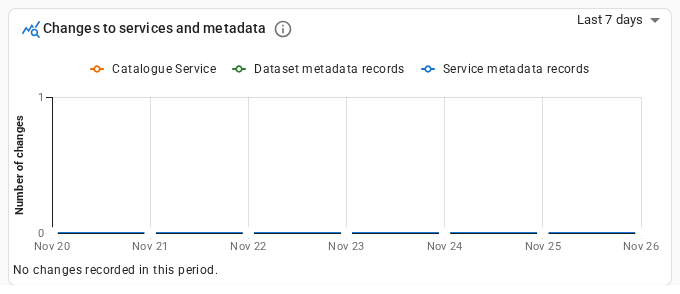 Changes to services and metadata
Last 7 days
Catalogue Service Dataset metadata records Service metadata records
Number of changes
1
0
Nov 20 Nov 21 Nov 22 Nov 23 Nov 24 Nov 25 Nov 26
No changes recorded in this period.